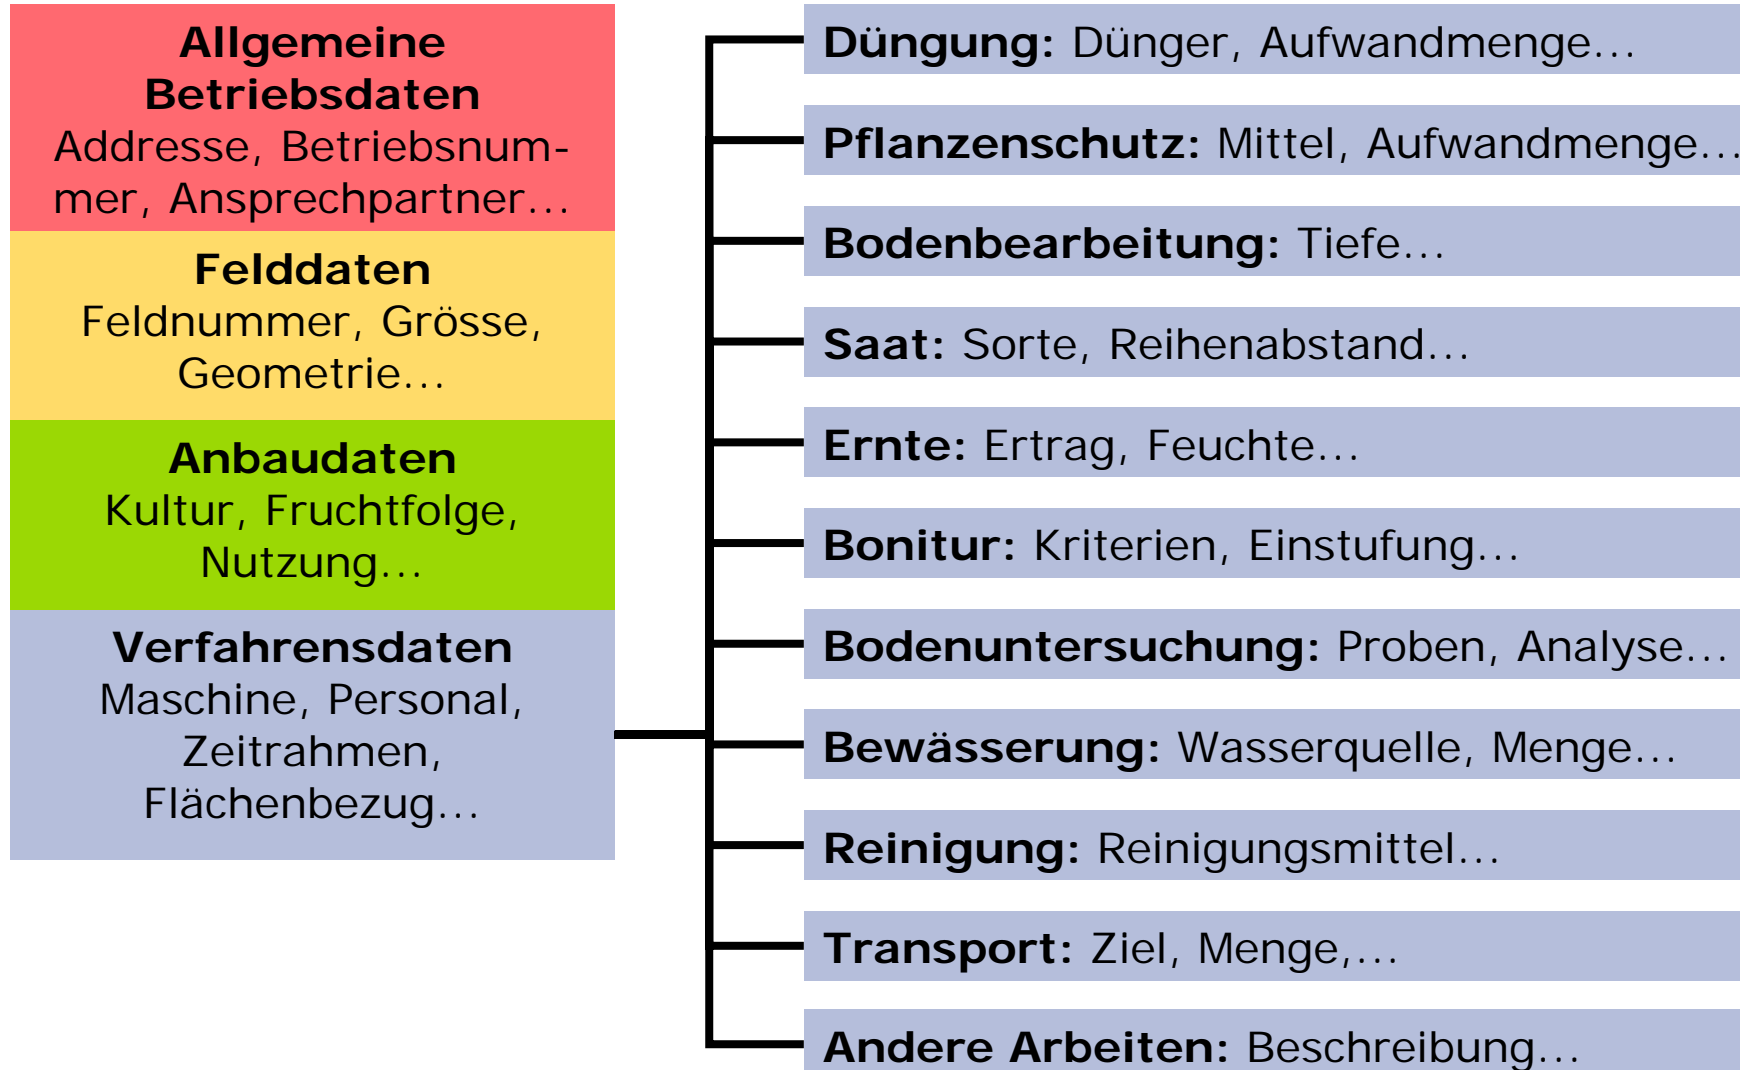 Allgemeine
Betriebsdaten
Addresse, Betriebsnum-
mer, Ansprechpartner...
Felddaten
Feldnummer, Grösse,
Geometrie...
Anbaudaten
Kultur, Fruchtfolge,
Nutzung...
Verfahrensdaten
Maschine, Personal,
Zeitrahmen,
Flächenbezug...
Düngung: Dünger, Aufwandmenge...
Pflanzenschutz: Mittel, Aufwandmenge...
Bodenbearbeitung: Tiefe...
Saat: Sorte, Reihenabstand...
Ernte: Ertrag, Feuchte...
Bonitur: Kriterien, Einstufung...
Bodenuntersuchung: Proben, Analyse...
Bewässerung: Wasserquelle, Menge...
Reinigung: Reinigungsmittel...
Transport: Ziel, Menge,...
Andere Arbeiten: Beschreibung...